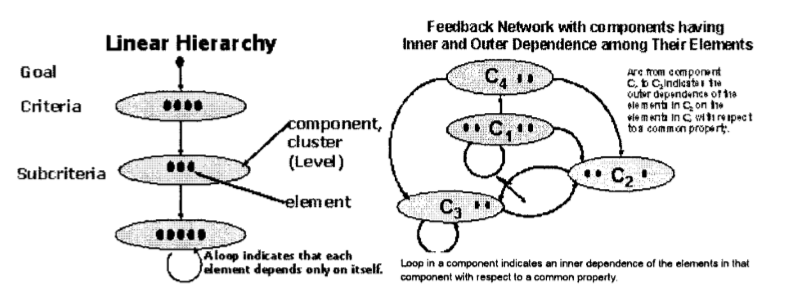 Linear Hierarchy
Goal
Criteria
Subcriteria
component,
cluster
(Level)
element
A loop indicates that each
element depends only on itself.
Feedback Network with components having
Inner and Outer Dependence among Their Elements
C4
C1
C2
C3
Arc from component
C4 to C2 indicates the
outer dependence of the
elements in C2 on the
elements in C4 with respect
to a common property.
Loop in a component indicates an inner dependence of the elements in that
component with respect to a common property.